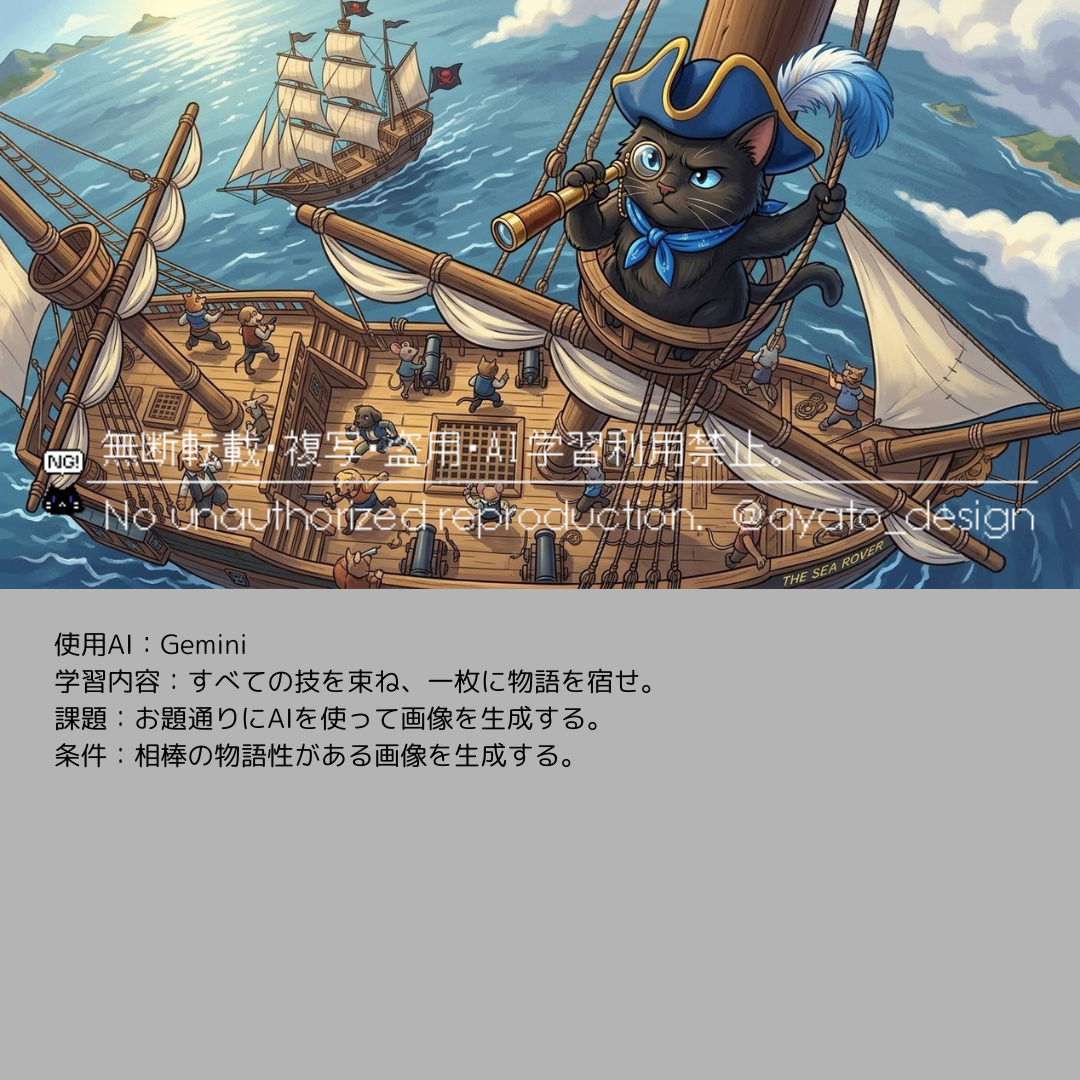 NG!
無断転載・複写・盗用・AI学習利用禁止。
No unauthorized reproduction. @ayato_design
THE SEA ROVER
使用AI：Gemini
学習内容：すべての技を束ね、一枚に物語を宿せ。
課題：お題通りにAIを使って画像を生成する。
条件：相棒の物語性がある画像を生成する。